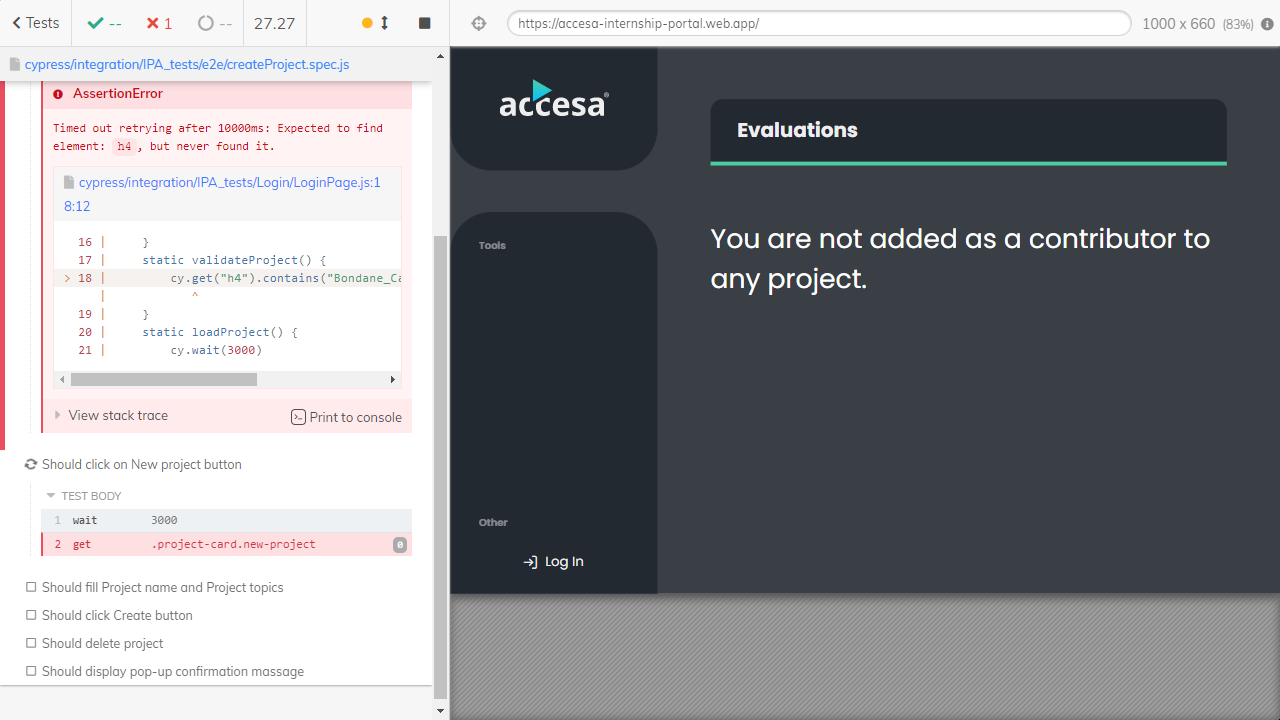 Tests
--
1
--
27.27
https://accesa-internship-portal.web.app/
1000 x 660 (83%)
cypress/integration/IPA_tests/e2e/createProject.spec.js
AssertionError
Timed out retrying after 10000ms: Expected to find
element: h4, but never found it.
cypress/integration/IPA_tests/Login/LoginPage.js:1
8:12
16 | }
17 | static validateProject() {
> 18 | cy.get("h4").contains("Bondane_Ca
| ^
19 | }
20 | static loadProject() {
21 | cy.wait(3000)
View stack trace
Print to console
Should click on New project button
TEST BODY
1 wait 3000
2 get .project-card.new-project 0
Should fill Project name and Project topics
Should click Create button
Should delete project
Should display pop-up confirmation massage
accesa®
Tools
Other
Log In
Evaluations
You are not added as a contributor to
any project.